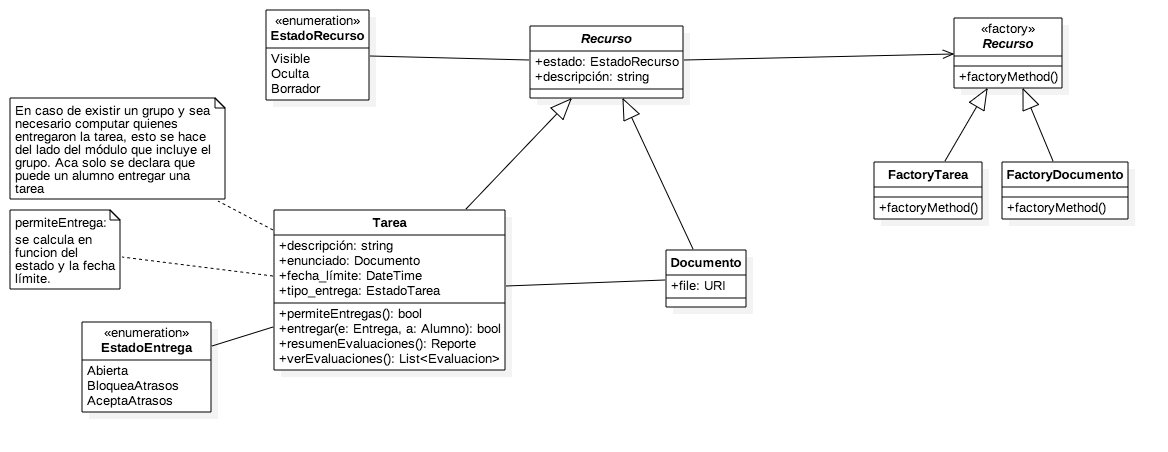 «enumeration»
EstadoRecurso
Visible
Oculta
Borrador
Recurso
+estado: EstadoRecurso
+descripción: string
«factory»
Recurso
+factoryMethod()
En caso de existir un grupo y sea
necesario computar quienes
entregaron la tarea, esto se hace
del lado del módulo que incluye el
grupo. Aca solo se declara que
puede un alumno entregar una
tarea
FactoryTarea
+factoryMethod()
FactoryDocumento
+factoryMethod()
permiteEntrega:
se calcula en
funcion del
estado y la fecha
límite.
Tarea
+descripción: string
+enunciado: Documento
+fecha_límite: DateTime
+tipo_entrega: EstadoTarea
+permiteEntregas(): bool
+entregar(e: Entrega, a: Alumno): bool
+resumenEvaluaciones(): Reporte
+verEvaluaciones(): List<Evaluacion>
Documento
+file: URI
«enumeration»
EstadoEntrega
Abierta
BloqueaAtrasos
AceptaAtrasos